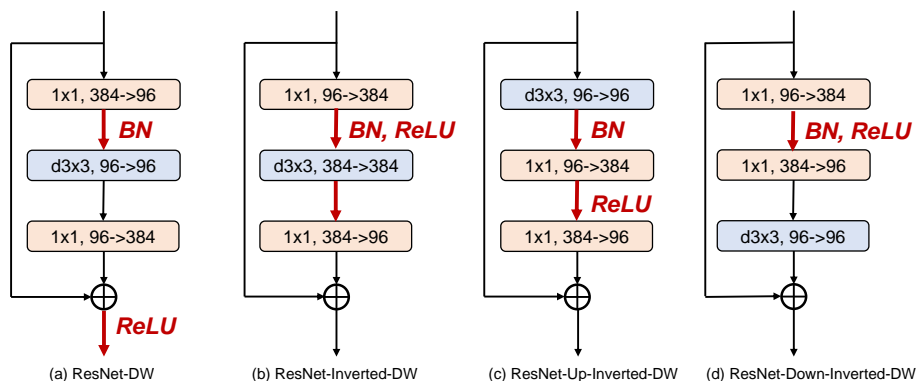 1x1, 384->96
BN
d3x3, 96->96
1x1, 96->384
ReLU
(a) ResNet-DW
1x1, 96->384
BN, ReLU
d3x3, 384->384
1x1, 384->96
(b) ResNet-Inverted-DW
d3x3, 96->96
BN
1x1, 96->384
ReLU
1x1, 384->96
(c) ResNet-Up-Inverted-DW
1x1, 96->384
BN, ReLU
1x1, 384->96
d3x3, 96->96
(d) ResNet-Down-Inverted-DW